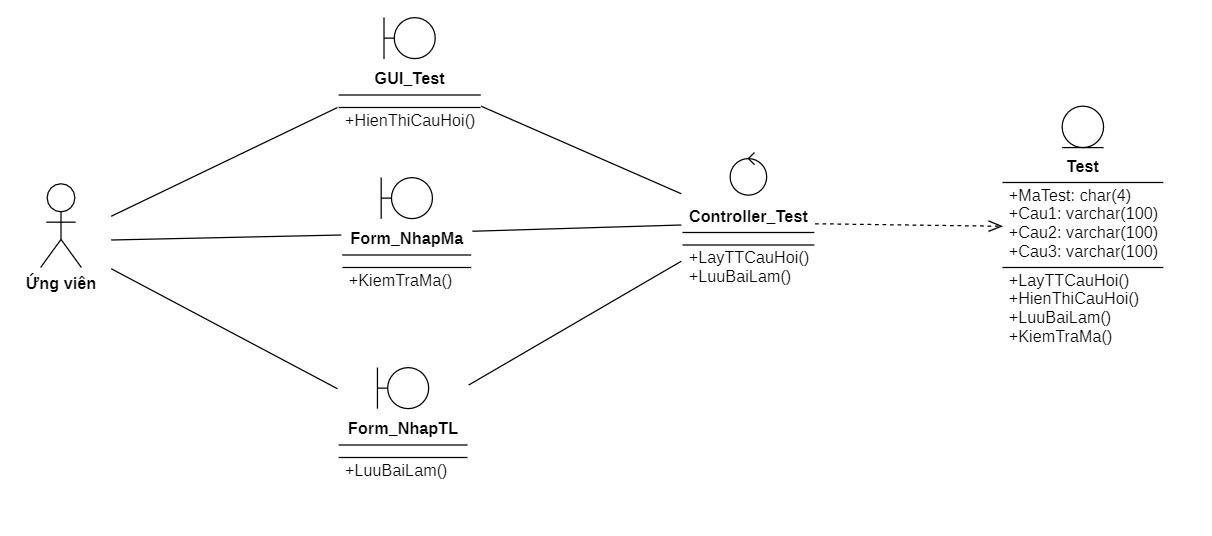 GUI_Test
+HienThiCauHoi()
Ứng viên
Form_NhapMa
+KiemTraMa()
Form_NhapTL
+LuuBaiLam()
Controller_Test
+LayTTCauHoi()
+LuuBaiLam()
Test
+MaTest: char(4)
+Cau1: varchar(100)
+Cau2: varchar(100)
+Cau3: varchar(100)
+LayTTCauHoi()
+HienThiCauHoi()
+LuuBaiLam()
+KiemTraMa()